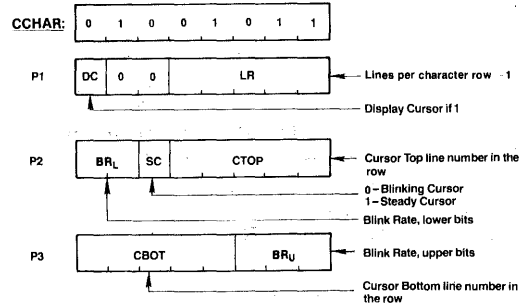 CCHAR: 0 1 0 0 1 0 1 1
P1 DC 0 0 LR Lines per character row - 1
Display Cursor if 1
P2 BRL SC CTOP Cursor Top line number in the
row
0 - Blinking Cursor
1 - Steady Cursor
Blink Rate, lower bits
P3 CBOT BRU Blink Rate, upper bits
Cursor Bottom line number in
the row